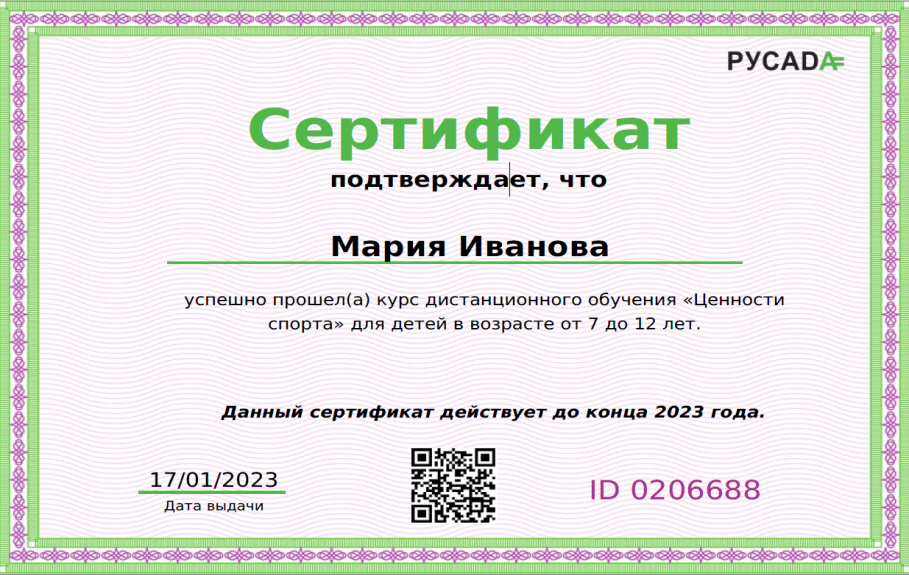 РУСАDA
Сертификат
подтверждает, что
Мария Иванова
успешно прошел(а) курс дистанционного обучения «Ценности
спорта» для детей в возрасте от 7 до 12 лет.
Данный сертификат действует до конца 2023 года.
17/01/2023
Дата выдачи
ID 0206688